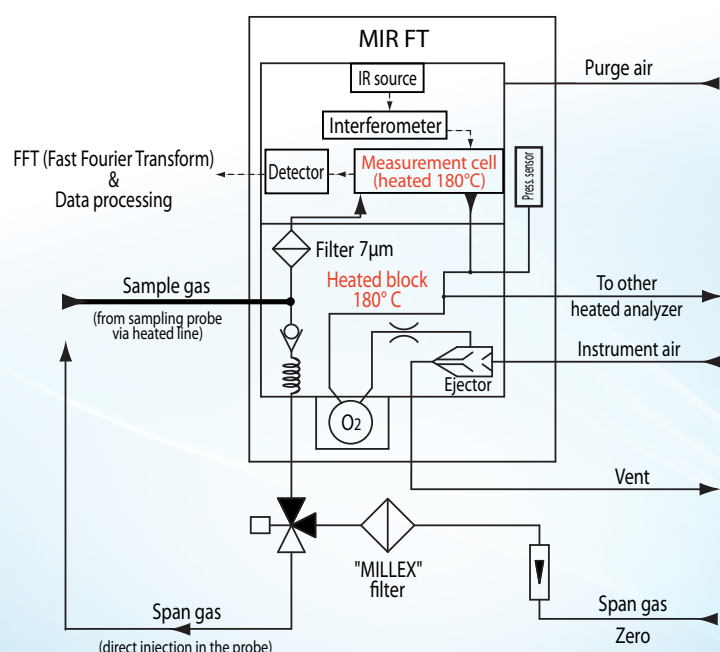 MIR FT
IR source
Purge air
Interferometer
FFT (Fast Fourier Transform)
&
Data processing
Detector
Measurement cell
(heated 180°C)
Press. sensor
Filter 7µm
Sample gas
(from sampling probe
via heated line)
Heated block
180° C
To other
heated analyzer
Instrument air
Ejector
O2
Vent
"MILLEX"
filter
Span gas
(direct injection in the probe)
Span gas
Zero